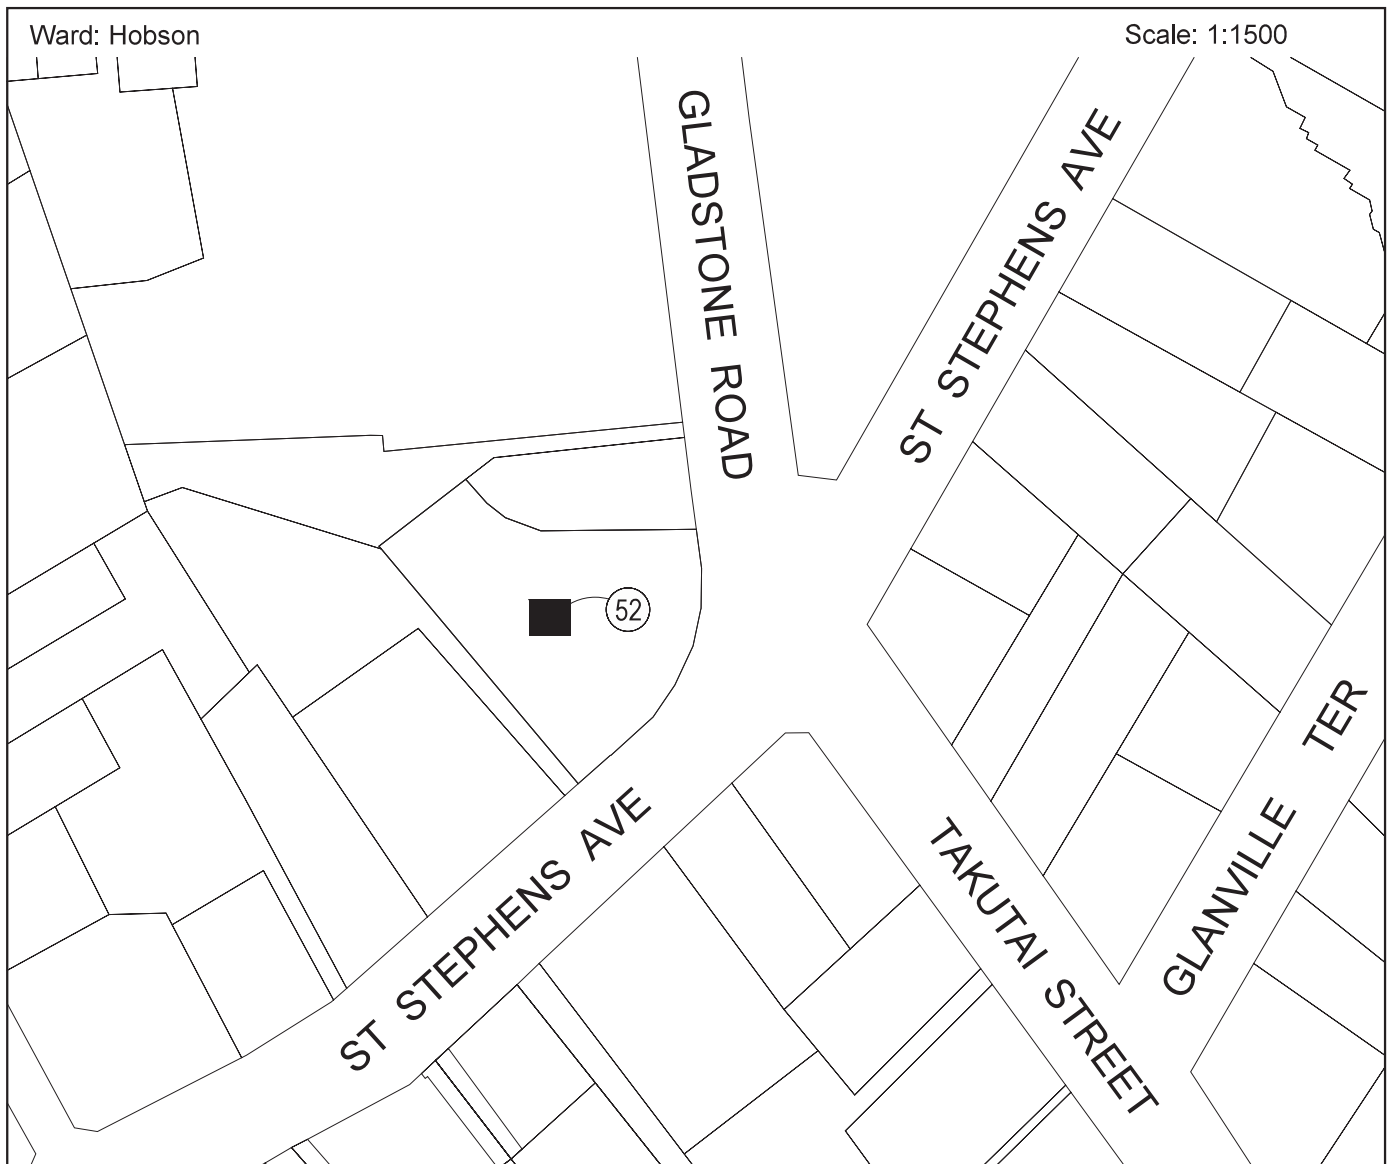 Ward: Hobson
Scale: 1:1500
GLADSTONE ROAD
ST STEPHENS AVE
52
GLANVILLE TER
ST STEPHENS AVE
TAKUTAI STREET